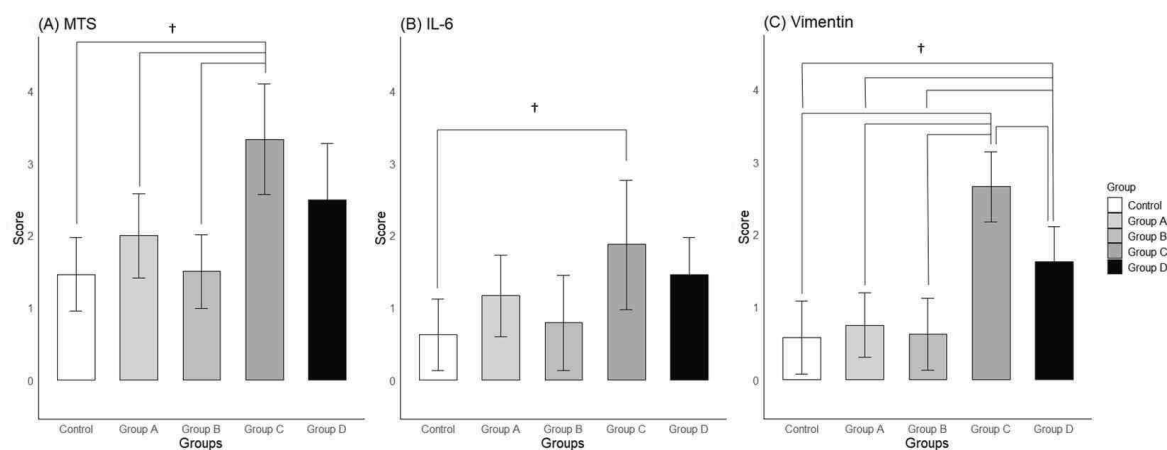 (A) MTS
†
4
3
2
1
0
Score
Control Group A Group B Group C Group D
Groups
(B) IL-6
†
4
3
2
1
0
Score
Control Group A Group B Group C Group D
Groups
(C) Vimentin
†
4
3
2
1
0
Score
Control Group A Group B Group C Group D
Groups
Group
Control
Group A
Group B
Group C
Group D